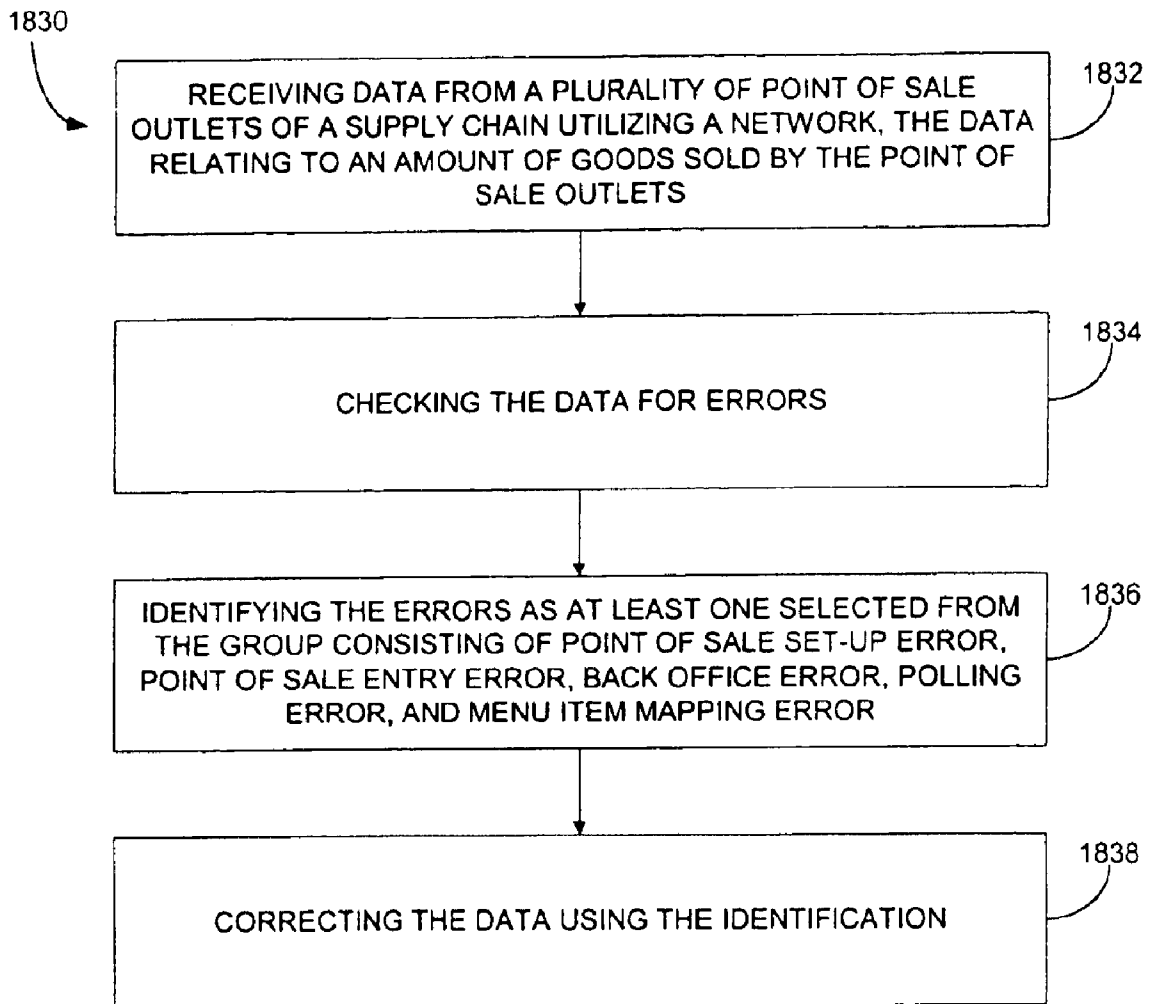 1830
RECEIVING DATA FROM A PLURALITY OF POINT OF SALE
OUTLETS OF A SUPPLY CHAIN UTILIZING A NETWORK, THE DATA
RELATING TO AN AMOUNT OF GOODS SOLD BY THE POINT OF
SALE OUTLETS
1832
CHECKING THE DATA FOR ERRORS
1834
IDENTIFYING THE ERRORS AS AT LEAST ONE SELECTED FROM
THE GROUP CONSISTING OF POINT OF SALE SET-UP ERROR,
POINT OF SALE ENTRY ERROR, BACK OFFICE ERROR, POLLING
ERROR, AND MENU ITEM MAPPING ERROR
1836
CORRECTING THE DATA USING THE IDENTIFICATION
1838